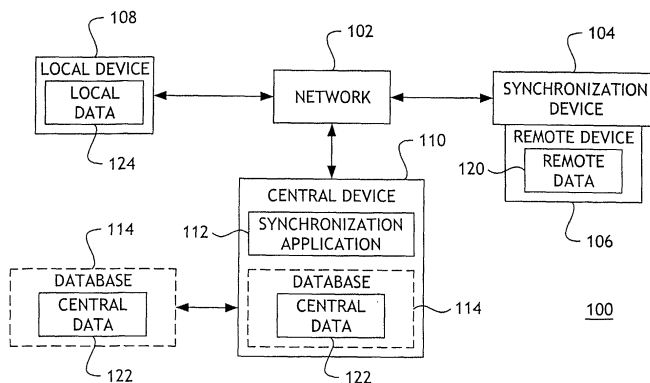 108
102
104
LOCAL DEVICE
LOCAL
DATA
NETWORK
SYNCHRONIZATION
DEVICE
124
110
REMOTE DEVICE
120
REMOTE
DATA
106
CENTRAL DEVICE
112
SYNCHRONIZATION
APPLICATION
114
DATABASE
CENTRAL
DATA
122
DATABASE
CENTRAL
DATA
114
122
100